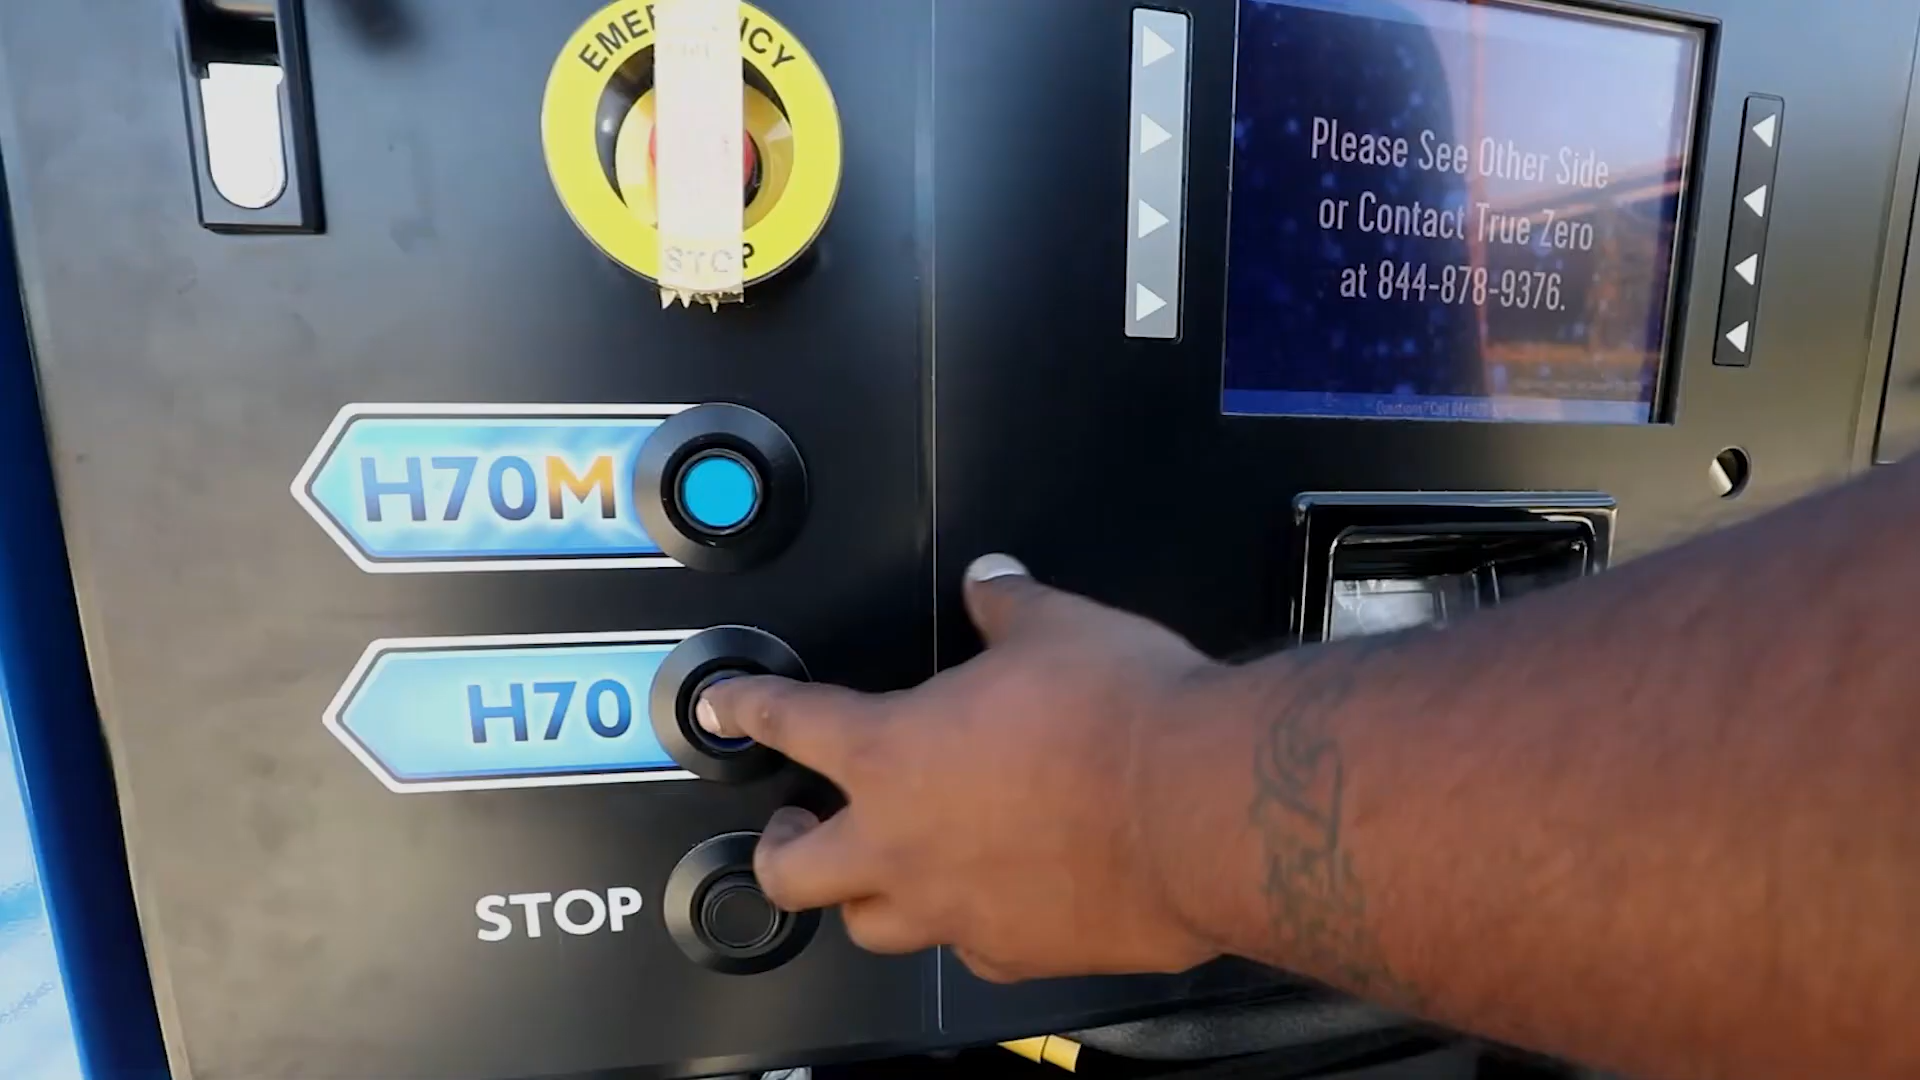 EMERGENCY
STOP
Please See Other Side
or Contact True Zero
at 844-878-9376.
H70M
H70
STOP